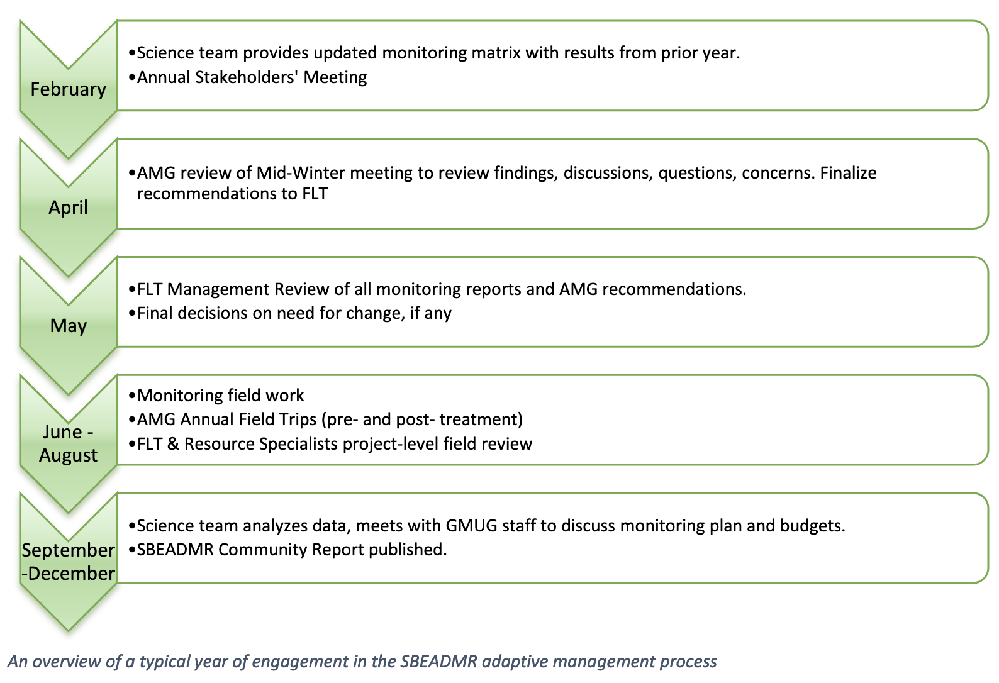 February
•Science team provides updated monitoring matrix with results from prior year.
•Annual Stakeholders' Meeting
April
•AMG review of Mid-Winter meeting to review findings, discussions, questions, concerns. Finalize
recommendations to FLT
May
•FLT Management Review of all monitoring reports and AMG recommendations.
•Final decisions on need for change, if any
June -
August
•Monitoring field work
•AMG Annual Field Trips (pre- and post- treatment)
•FLT & Resource Specialists project-level field review
September
-December
•Science team analyzes data, meets with GMUG staff to discuss monitoring plan and budgets.
•SBEADMR Community Report published.
An overview of a typical year of engagement in the SBEADMR adaptive management process